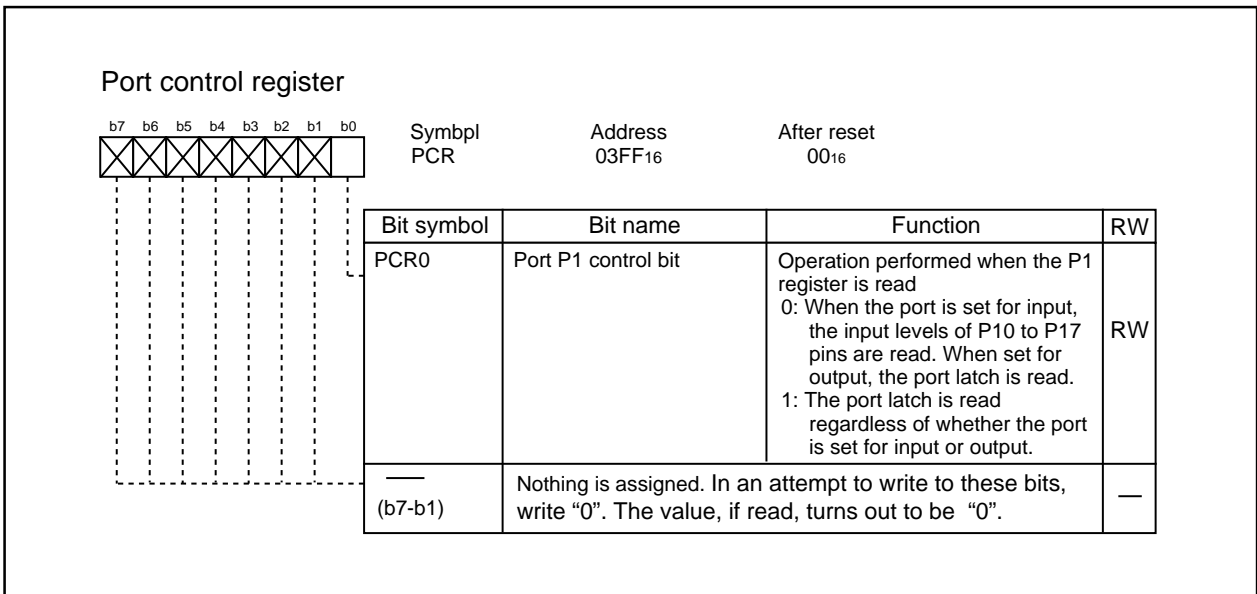 Port control register
b7 b6 b5 b4 b3 b2 b1 b0
Symbpl Address After reset
PCR 03FF16 0016
Bit symbol Bit name Function RW
PCR0 Port P1 control bit Operation performed when the P1
register is read
0: When the port is set for input,
the input levels of P10 to P17
pins are read. When set for
output, the port latch is read.
1: The port latch is read
regardless of whether the port
is set for input or output.
RW
—
(b7-b1)
Nothing is assigned. In an attempt to write to these bits,
write “0”. The value, if read, turns out to be “0”.
—